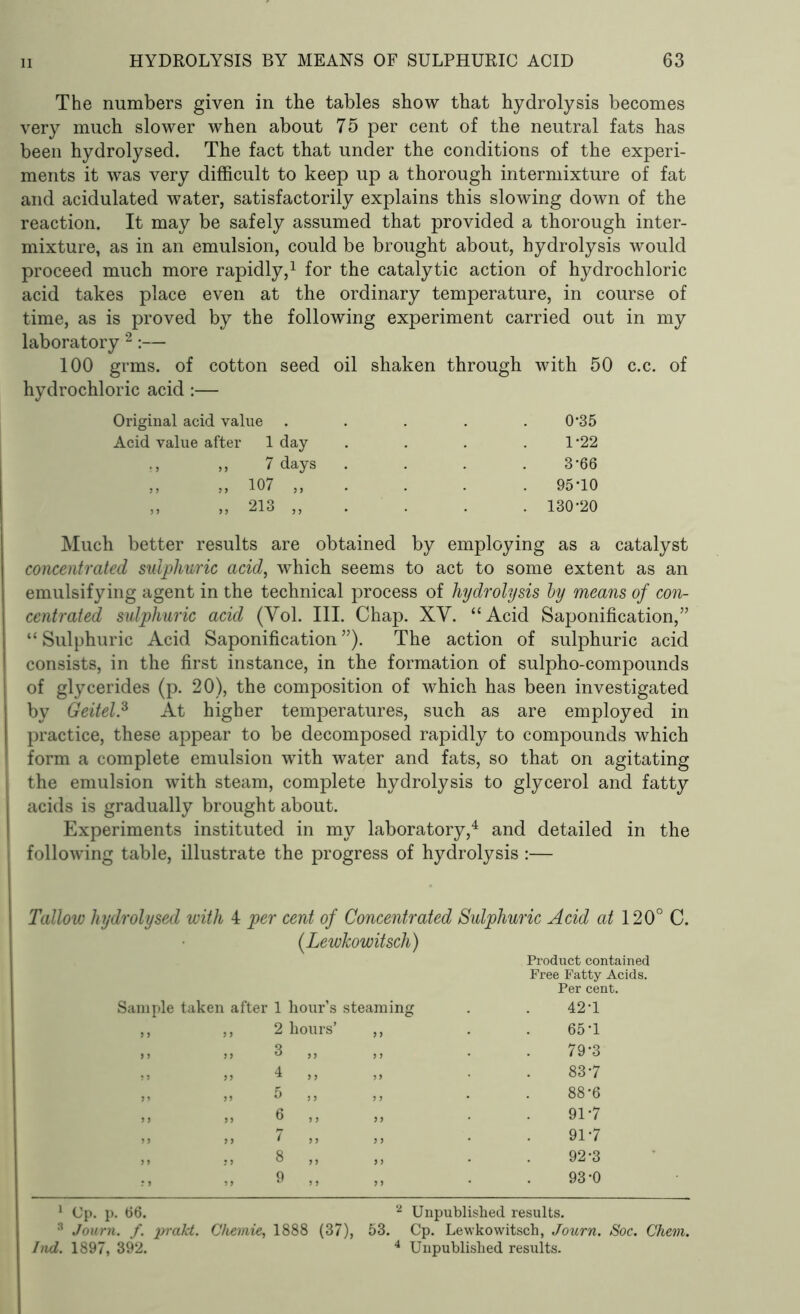 II HYDROLYSIS BY MEANS OF SULPHURIC ACID 63
The numbers given in the tables show that hydrolysis becomes
very much slower when about 75 per cent of the neutral fats has
been hydrolysed. The fact that under the conditions of the experi-
ments it was very difficult to keep up a thorough intermixture of fat
and acidulated water, satisfactorily explains this slowing down of the
reaction. It may be safely assumed that provided a thorough inter-
mixture, as in an emulsion, could be brought about, hydrolysis would
proceed much more rapidly,¹ for the catalytic action of hydrochloric
acid takes place even at the ordinary temperature, in course of
time, as is proved by the following experiment carried out in my
laboratory ² :—
100 grms. of cotton seed oil shaken through with 50 c.c. of
hydrochloric acid :—
Original acid value . . . . . 0·35
Acid value after 1 day . . . . 1·22
,, ,, 7 days . . . . 3·66
,, ,, 107 ,, . . . . 95·10
,, ,, 213 ,, . . . . 130·20
Much better results are obtained by employing as a catalyst
concentrated sulphuric acid, which seems to act to some extent as an
emulsifying agent in the technical process of hydrolysis by means of con-
centrated sulphuric acid (Vol. III. Chap. XV. “Acid Saponification,”
“Sulphuric Acid Saponification”). The action of sulphuric acid
consists, in the first instance, in the formation of sulpho-compounds
of glycerides (p. 20), the composition of which has been investigated
by Geitel.³ At higher temperatures, such as are employed in
practice, these appear to be decomposed rapidly to compounds which
form a complete emulsion with water and fats, so that on agitating
the emulsion with steam, complete hydrolysis to glycerol and fatty
acids is gradually brought about.
Experiments instituted in my laboratory,⁴ and detailed in the
following table, illustrate the progress of hydrolysis :—
Tallow hydrolysed with 4 per cent of Concentrated Sulphuric Acid at 120° C.
(Lewkowitsch)
Product contained
Free Fatty Acids.
Per cent.
Sample taken after 1 hour’s steaming . . 42·1
,, ,, 2 hours’ ,, . . 65·1
,, ,, 3 ,, ,, . . 79·3
,, ,, 4 ,, ,, . . 83·7
,, ,, 5 ,, ,, . . 88·6
,, ,, 6 ,, ,, . . 91·7
,, ,, 7 ,, ,, . . 91·7
,, ,, 8 ,, ,, . . 92·3
,, ,, 9 ,, ,, . . 93·0
¹ Cp. p. 66. ² Unpublished results.
³ Journ. f. prakt. Chemie, 1888 (37), 53. Cp. Lewkowitsch, Journ. Soc. Chem.
Ind. 1897, 392. ⁴ Unpublished results.